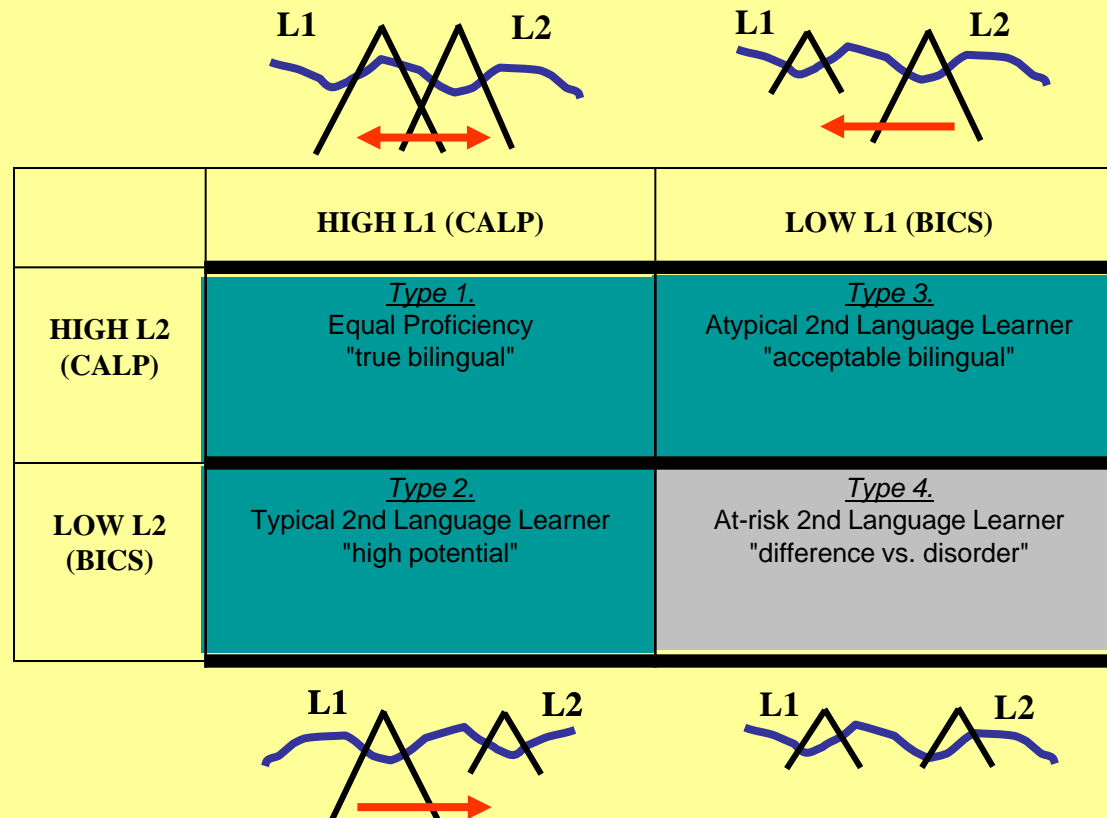 L1 L2 L1 L2
HIGH L1 (CALP) LOW L1 (BICS)
HIGH L2
(CALP)
Type 1.
Equal Proficiency
"true bilingual"
Type 3.
Atypical 2nd Language Learner
"acceptable bilingual"
LOW L2
(BICS)
Type 2.
Typical 2nd Language Learner
"high potential"
Type 4.
At-risk 2nd Language Learner
"difference vs. disorder"
L1 L2 L1 L2